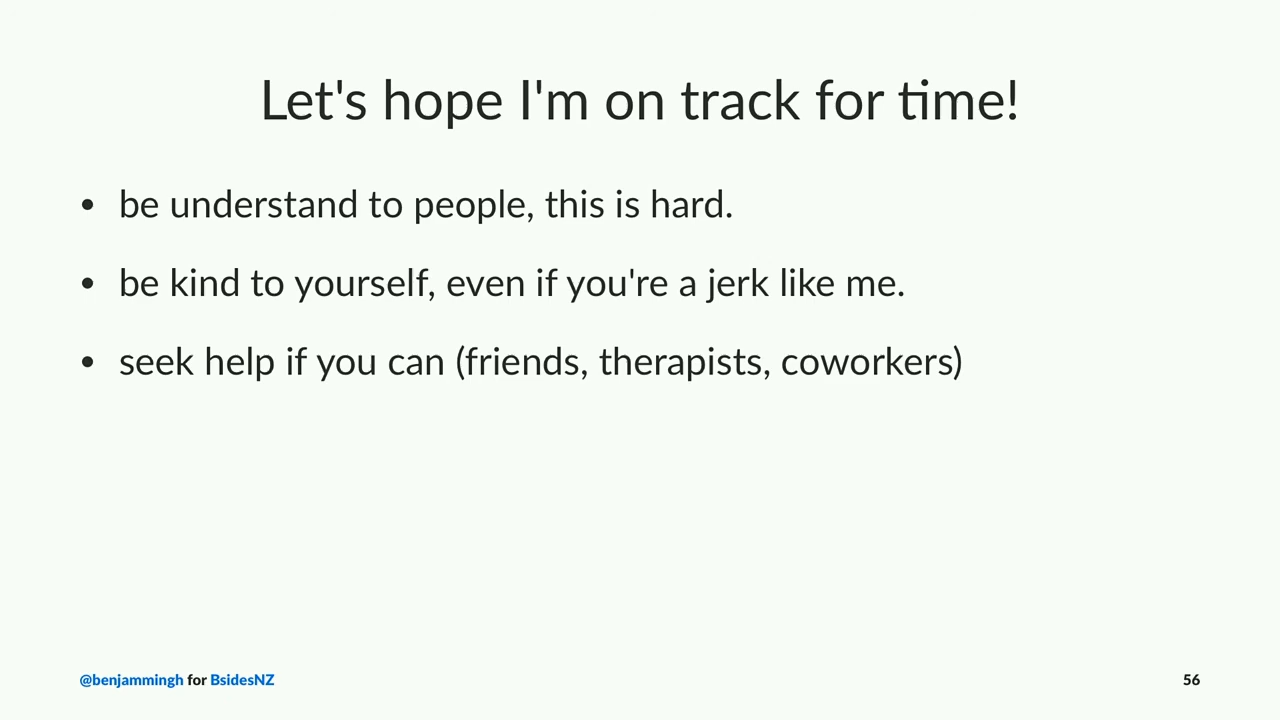 Let's hope I'm on track for time!
• be understand to people, this is hard.
• be kind to yourself, even if you're a jerk like me.
• seek help if you can (friends, therapists, coworkers)
@benjammingh for BsidesNZ
56